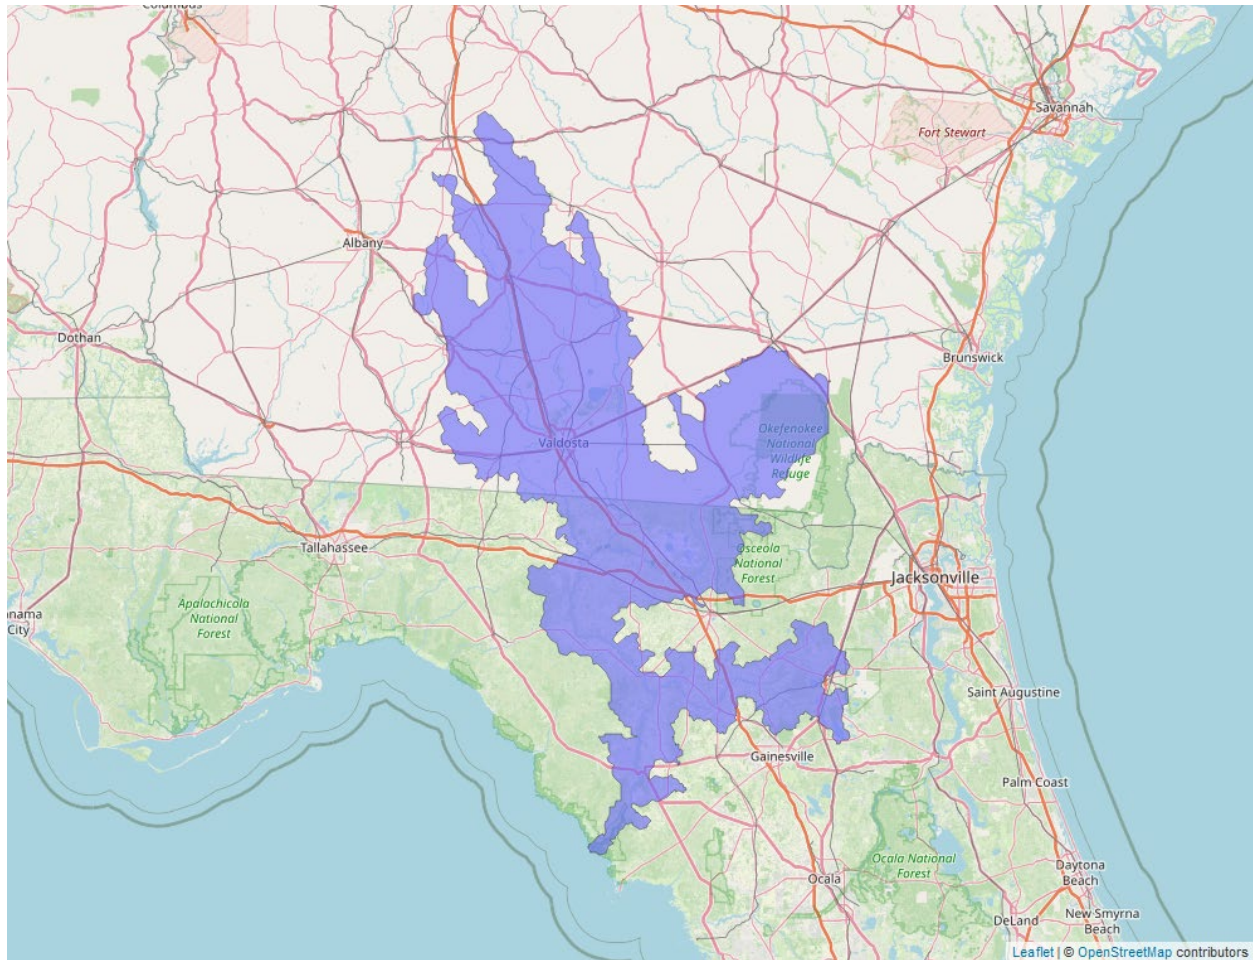 Columbus
Savannah
Fort Stewart
Albany
Dothan
Brunswick
Valdosta
Okefenokee
National
Wildlife
Refuge
Tallahassee
Osceola
National
Forest
Jacksonville
Apalachicola
National
Forest
nama
City
Saint Augustine
Gainesville
Palm Coast
Ocala National
Forest
Daytona
Beach
Ocala
New Smyrna
Beach
DeLand
Leaflet | © OpenStreetMap contributors